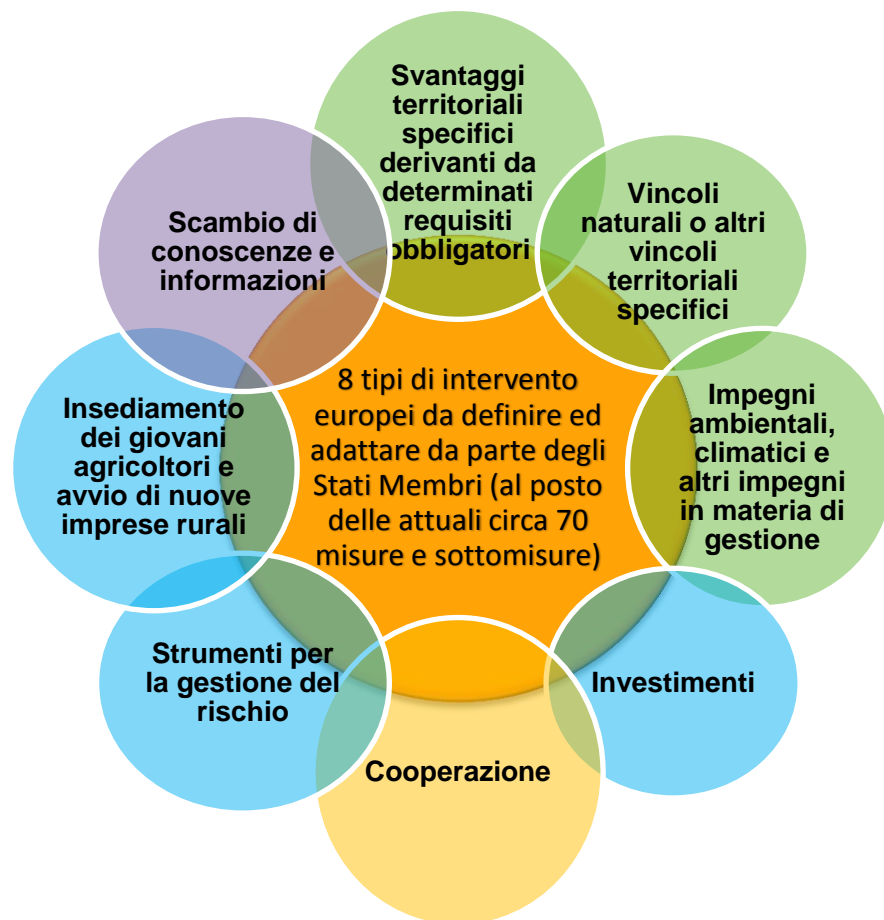 Svantaggi
territoriali
specifici
derivanti da
determinati
requisiti
obbligatori
Vincoli
naturali o altri
vincoli
territoriali
specifici
Impegni
ambientali,
climatici e
altri impegni
in materia di
gestione
Investimenti
Cooperazione
Strumenti per
la gestione del
rischio
Insediamento
dei giovani
agricoltori e
avvio di nuove
imprese rurali
Scambio di
conoscenze e
informazioni
8 tipi di intervento
europei da definire ed
adattare da parte degli
Stati Membri (al posto
delle attuali circa 70
misure e sottomisure)